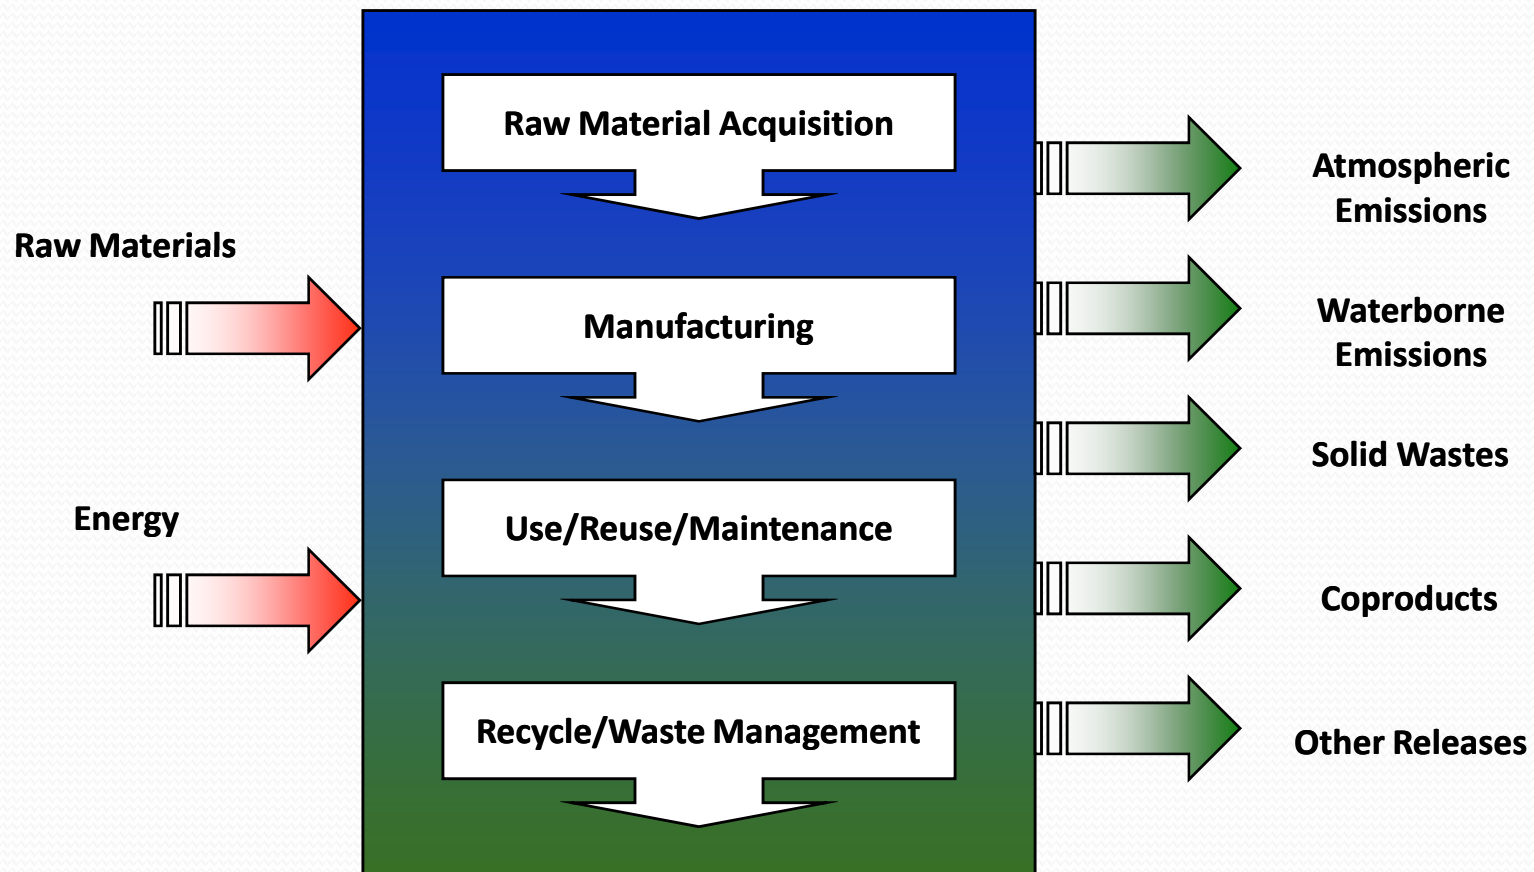 Raw Material Acquisition
Manufacturing
Use/Reuse/Maintenance
Recycle/Waste Management
Raw Materials
Energy
Atmospheric
Emissions
Waterborne
Emissions
Solid Wastes
Coproducts
Other Releases